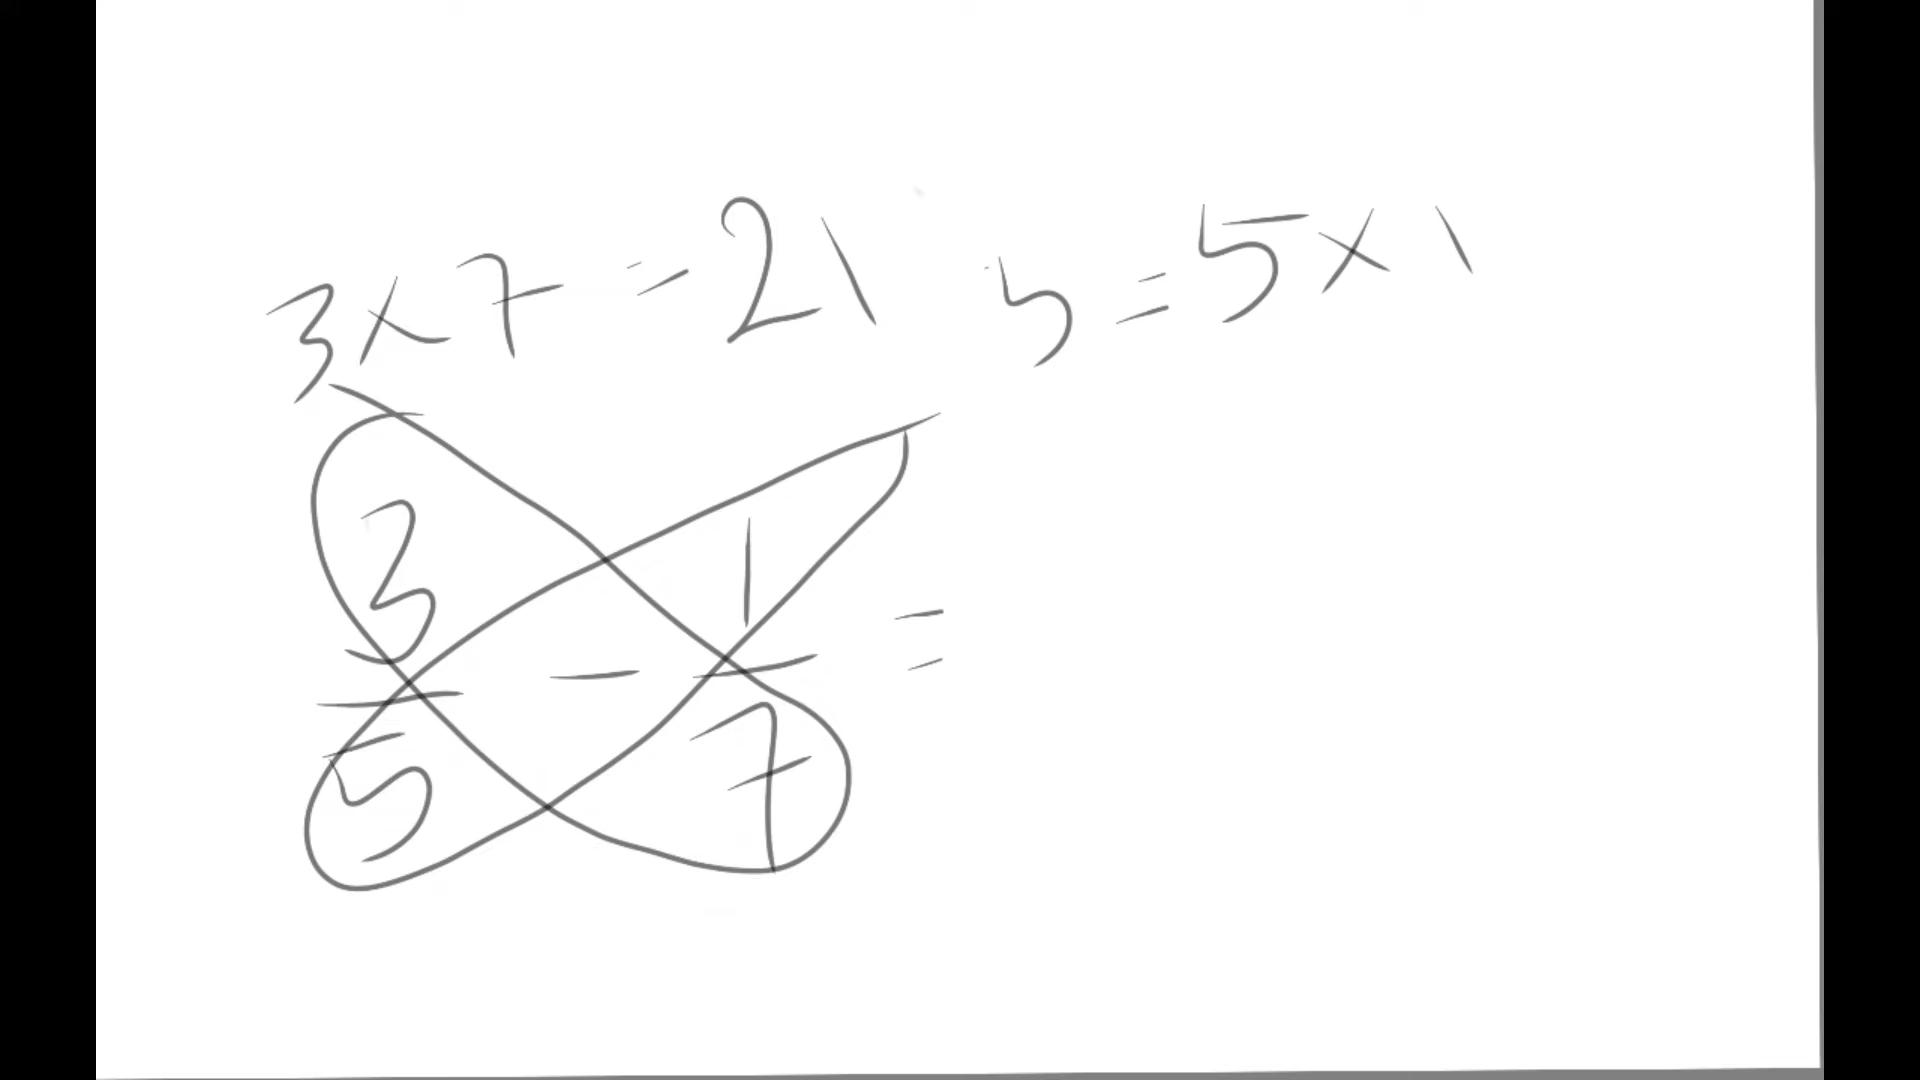 3 x 7 = 21 5 = 5 x 1
3/5 - 1/7 =